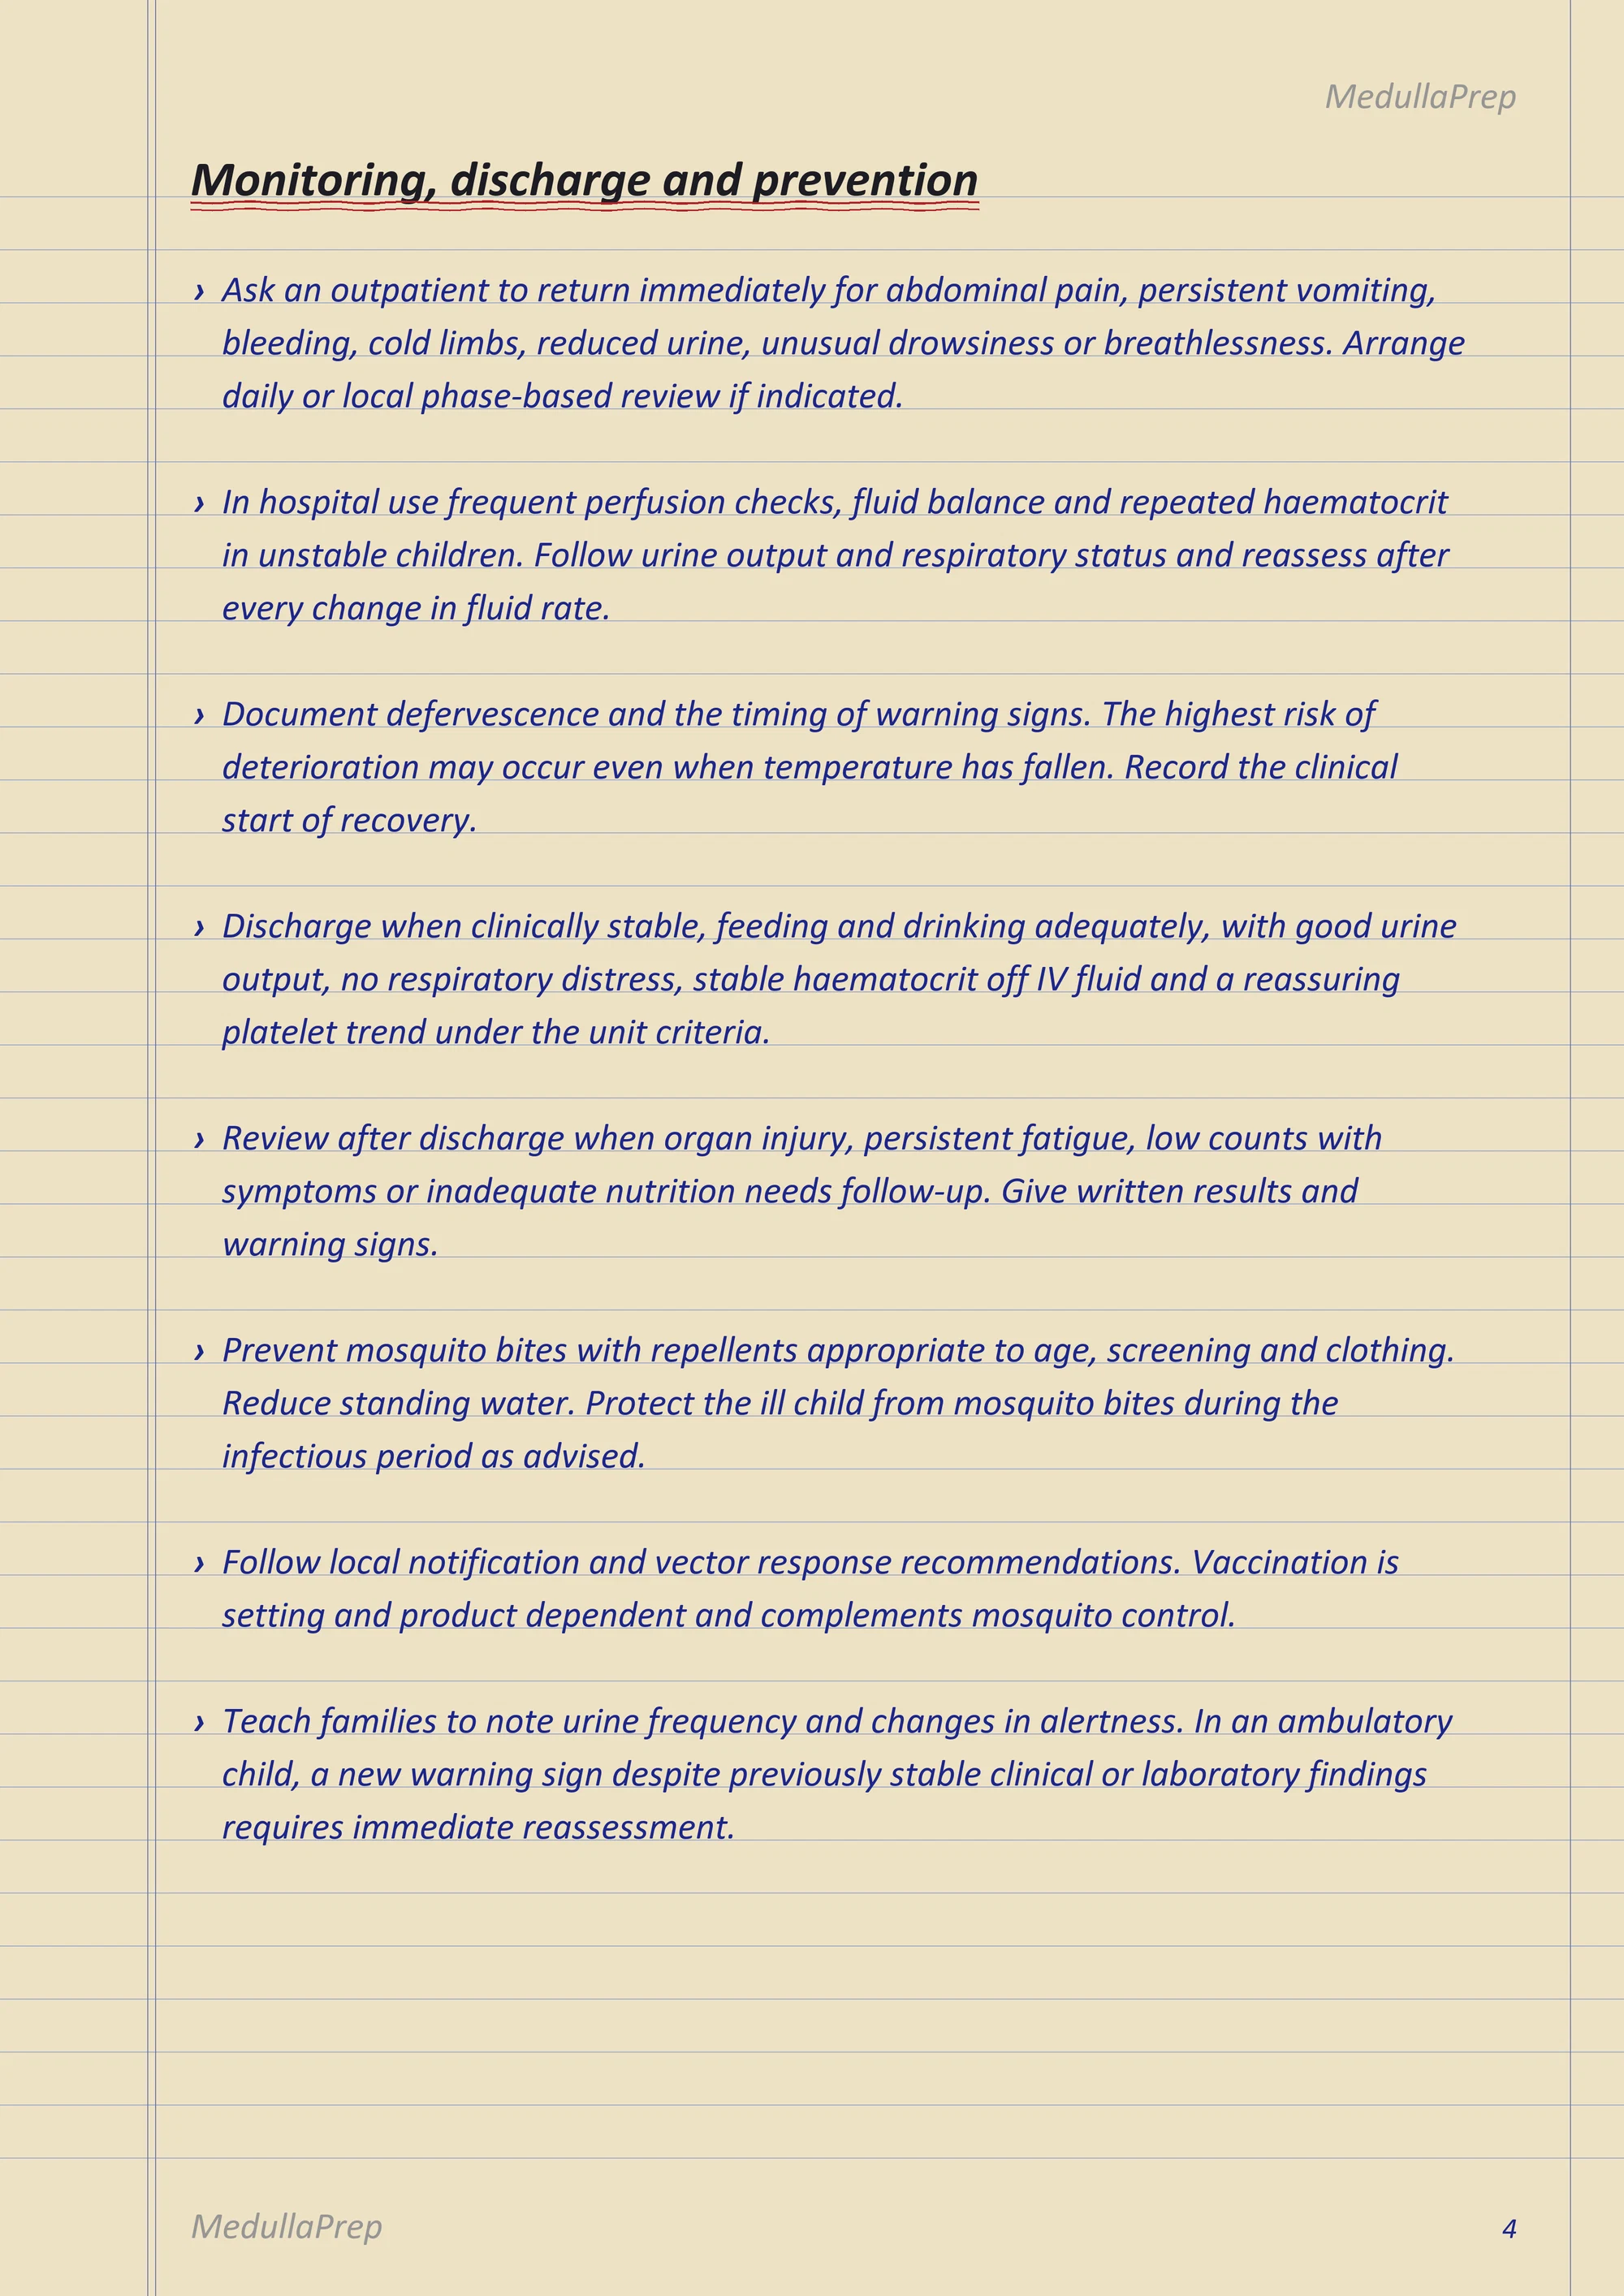 MedullaPrep
Monitoring, discharge and prevention
› Ask an outpatient to return immediately for abdominal pain, persistent vomiting,
bleeding, cold limbs, reduced urine, unusual drowsiness or breathlessness. Arrange
daily or local phase-based review if indicated.
› In hospital use frequent perfusion checks, fluid balance and repeated haematocrit
in unstable children. Follow urine output and respiratory status and reassess after
every change in fluid rate.
› Document defervescence and the timing of warning signs. The highest risk of
deterioration may occur even when temperature has fallen. Record the clinical
start of recovery.
› Discharge when clinically stable, feeding and drinking adequately, with good urine
output, no respiratory distress, stable haematocrit off IV fluid and a reassuring
platelet trend under the unit criteria.
› Review after discharge when organ injury, persistent fatigue, low counts with
symptoms or inadequate nutrition needs follow-up. Give written results and
warning signs.
› Prevent mosquito bites with repellents appropriate to age, screening and clothing.
Reduce standing water. Protect the ill child from mosquito bites during the
infectious period as advised.
› Follow local notification and vector response recommendations. Vaccination is
setting and product dependent and complements mosquito control.
› Teach families to note urine frequency and changes in alertness. In an ambulatory
child, a new warning sign despite previously stable clinical or laboratory findings
requires immediate reassessment.
MedullaPrep
4